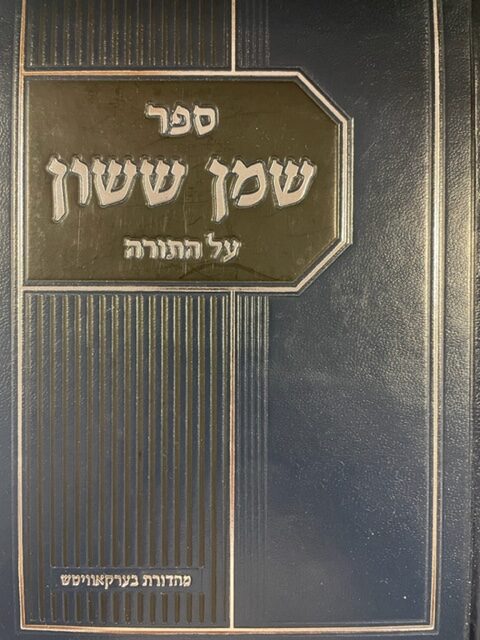 ספר
שמן ששון
על התורה
מהדורת בערקאוויטש